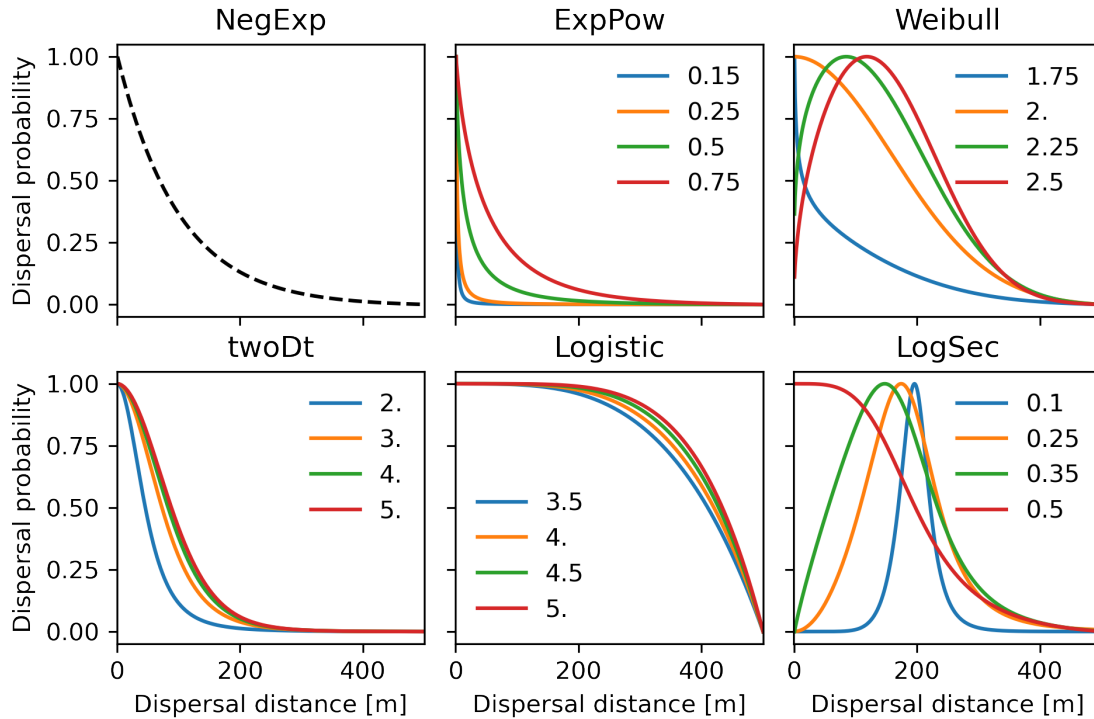 NegExp
ExpPow
Weibull
Dispersal probability
1.00
0.75
0.50
0.25
0.00
0.15
0.25
0.5
0.75
1.75
2.
2.25
2.5
twoDt
Logistic
LogSec
Dispersal probability
1.00
0.75
0.50
0.25
0.00
2.
3.
4.
5.
3.5
4.
4.5
5.
0.1
0.25
0.35
0.5
0 200 400
0 200 400
0 200 400
Dispersal distance [m]
Dispersal distance [m]
Dispersal distance [m]